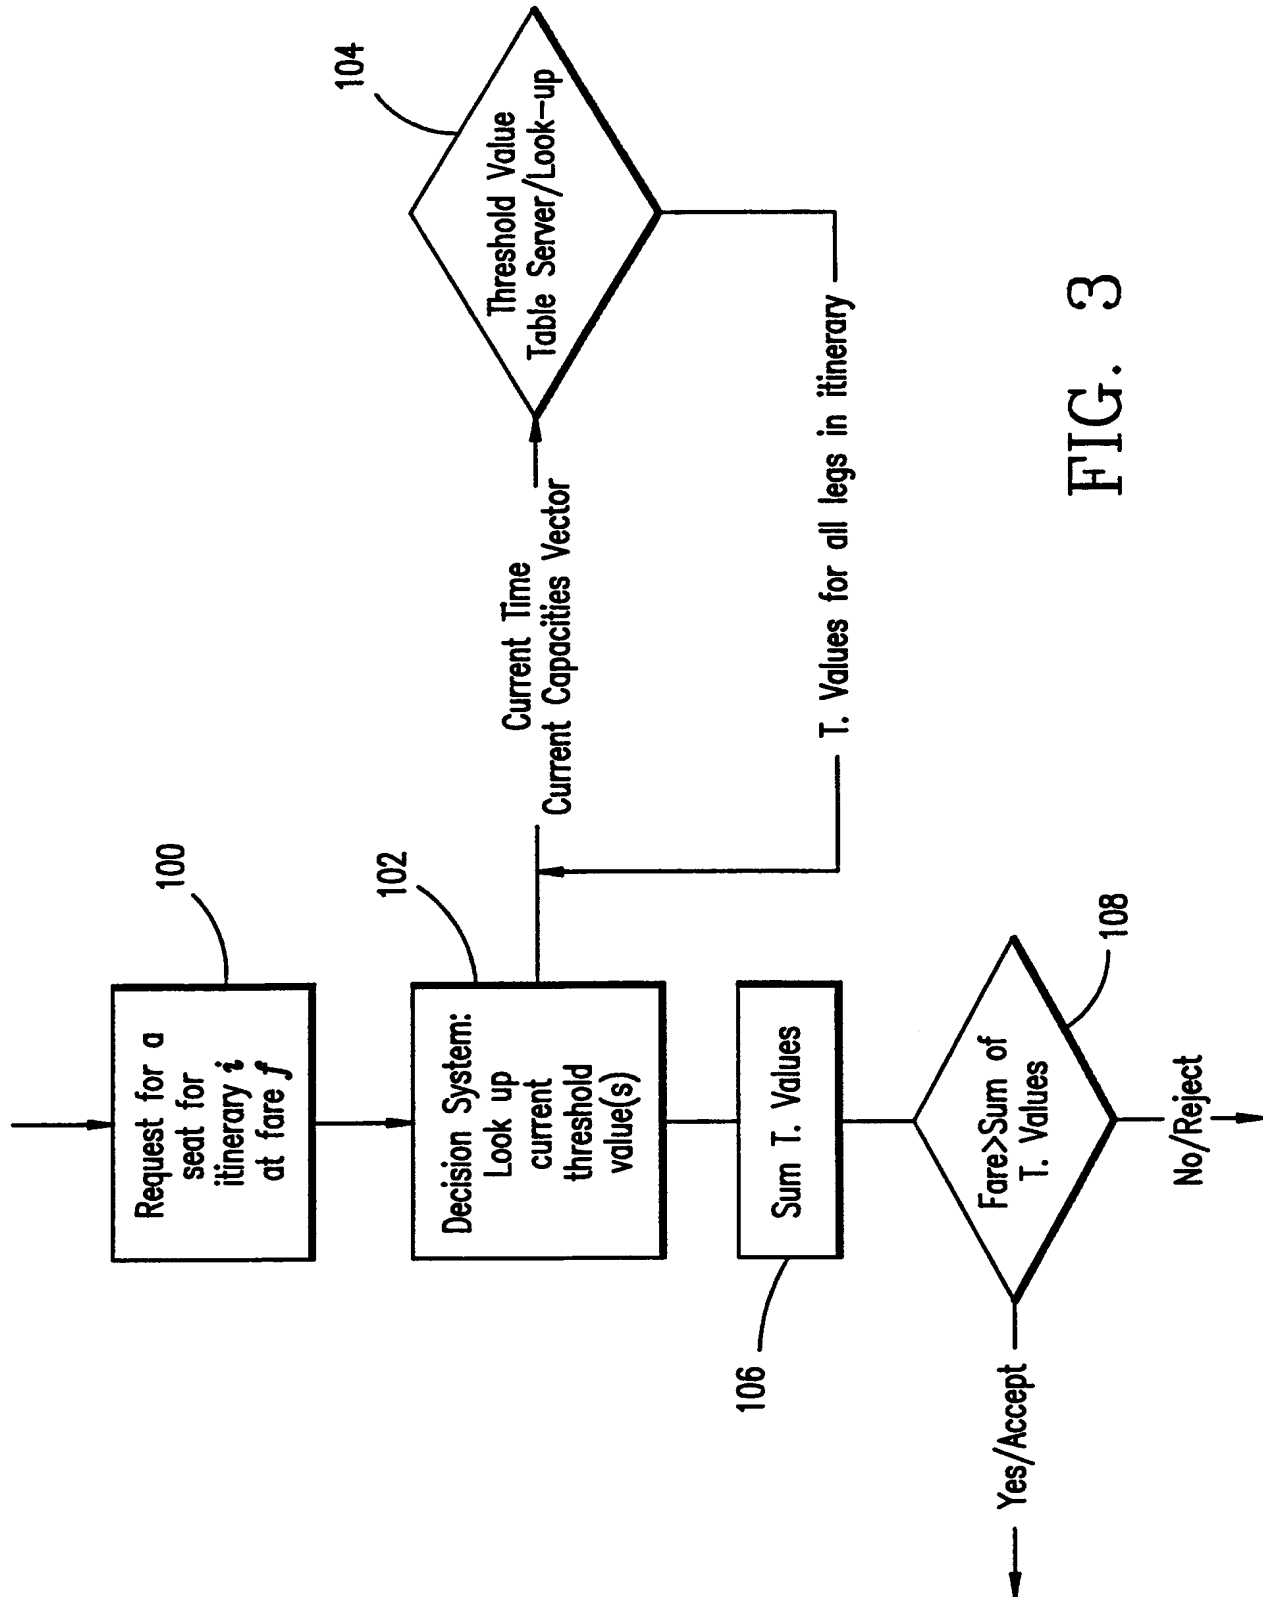 100
Request for a
seat for
itinerary i
at fare f
102
Decision System:
Look up
current
threshold
value(s)
Current Time
Current Capacities Vector
104
Threshold Value
Table Server/Look-up
T. Values for all legs in itinerary
106
Sum T. Values
108
Fare>Sum of
T. Values
Yes/Accept
No/Reject
FIG. 3